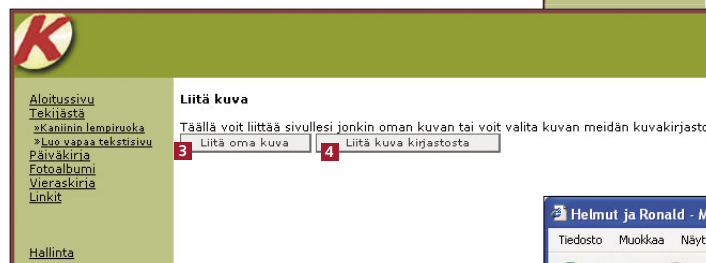 K
Aloitussivu
Tekijästä
»Kaniinin lempiruoka
»Luo vapaa tekstisivu
Päiväkirja
Fotoalbumi
Vieraskirja
Linkit
Hallinta
Liitä kuva
Täällä voit liittää sivullesi jonkin oman kuvan tai voit valita kuvan meidän kuvakirjasto
3 Liitä oma kuva
4 Liitä kuva kirjastosta
Helmut ja Ronald - M
Tiedosto Muokkaa Näyt